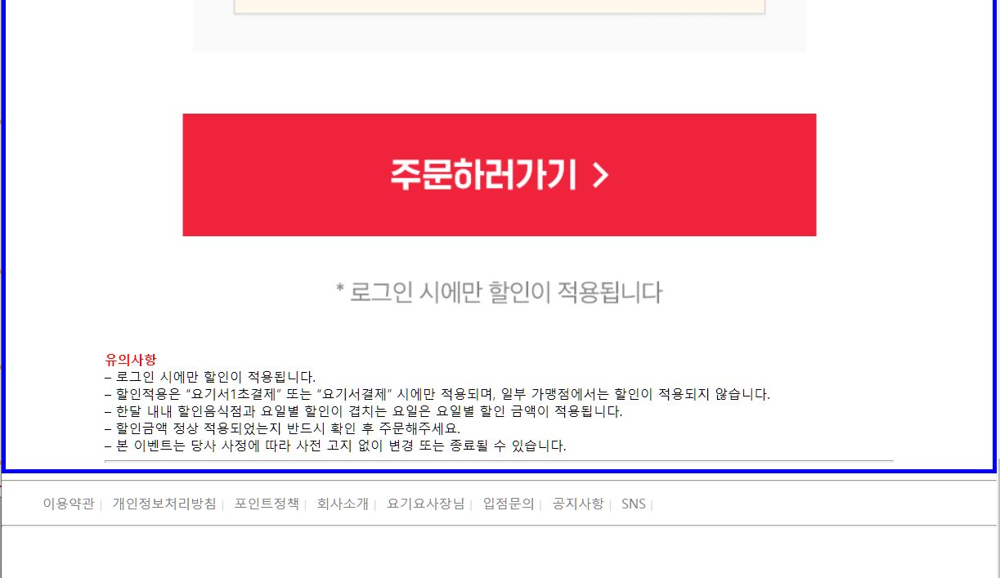 주문하러가기 >
* 로그인 시에만 할인이 적용됩니다
유의사항
– 로그인 시에만 할인이 적용됩니다.
– 할인적용은 “요기서1초결제” 또는 “요기서결제” 시에만 적용되며, 일부 가맹점에서는 할인이 적용되지 않습니다.
– 한달 내내 할인음식점과 요일별 할인이 겹치는 요일은 요일별 할인 금액이 적용됩니다.
– 할인금액 정상 적용되었는지 반드시 확인 후 주문해주세요.
– 본 이벤트는 당사 사정에 따라 사전 고지 없이 변경 또는 종료될 수 있습니다.
이용약관 | 개인정보처리방침 | 포인트정책 | 회사소개 | 요기요사장님 | 입점문의 | 공지사항 | SNS |